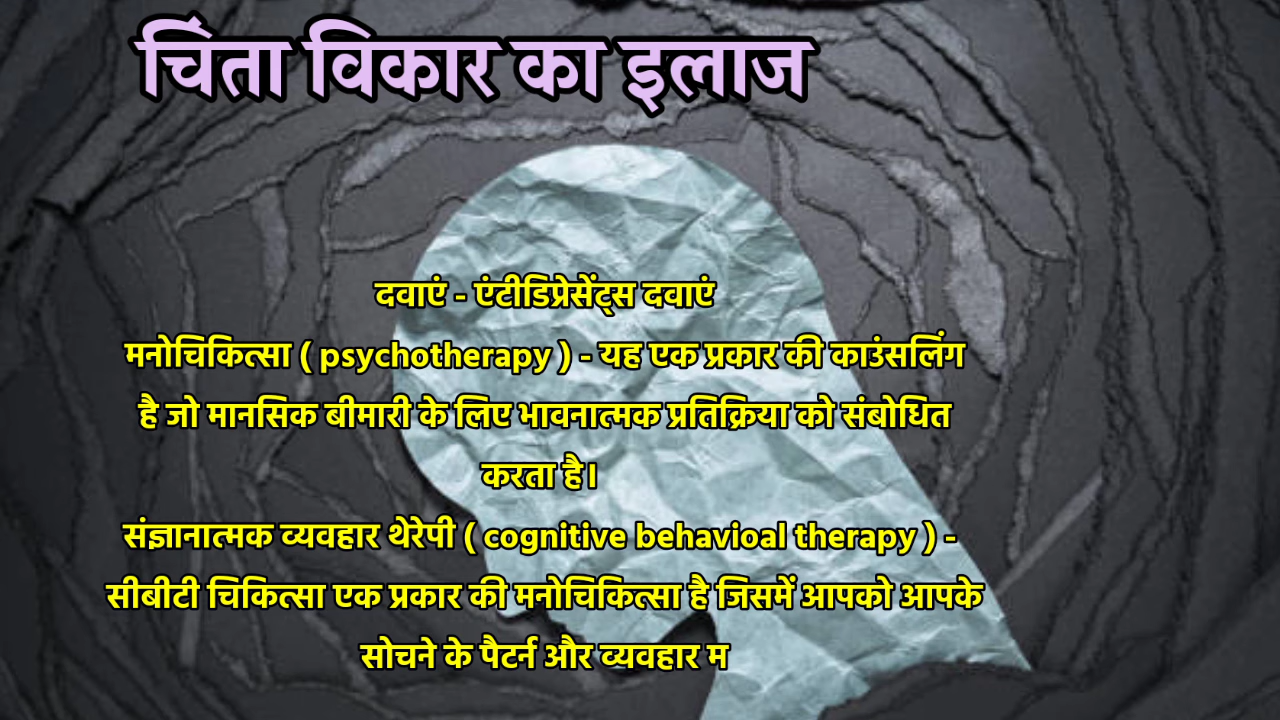 चिंता विकार का इलाज
दवाएं - एंटीडिप्रेसेंट्स दवाएं
मनोचिकित्सा ( psychotherapy ) - यह एक प्रकार की काउंसलिंग
है जो मानसिक बीमारी के लिए भावनात्मक प्रतिक्रिया को संबोधित
करता है।
संज्ञानात्मक व्यवहार थेरेपी ( cognitive behavioal therapy ) -
सीबीटी चिकित्सा एक प्रकार की मनोचिकित्सा है जिसमें आपको आपके
सोचने के पैटर्न और व्यवहार म